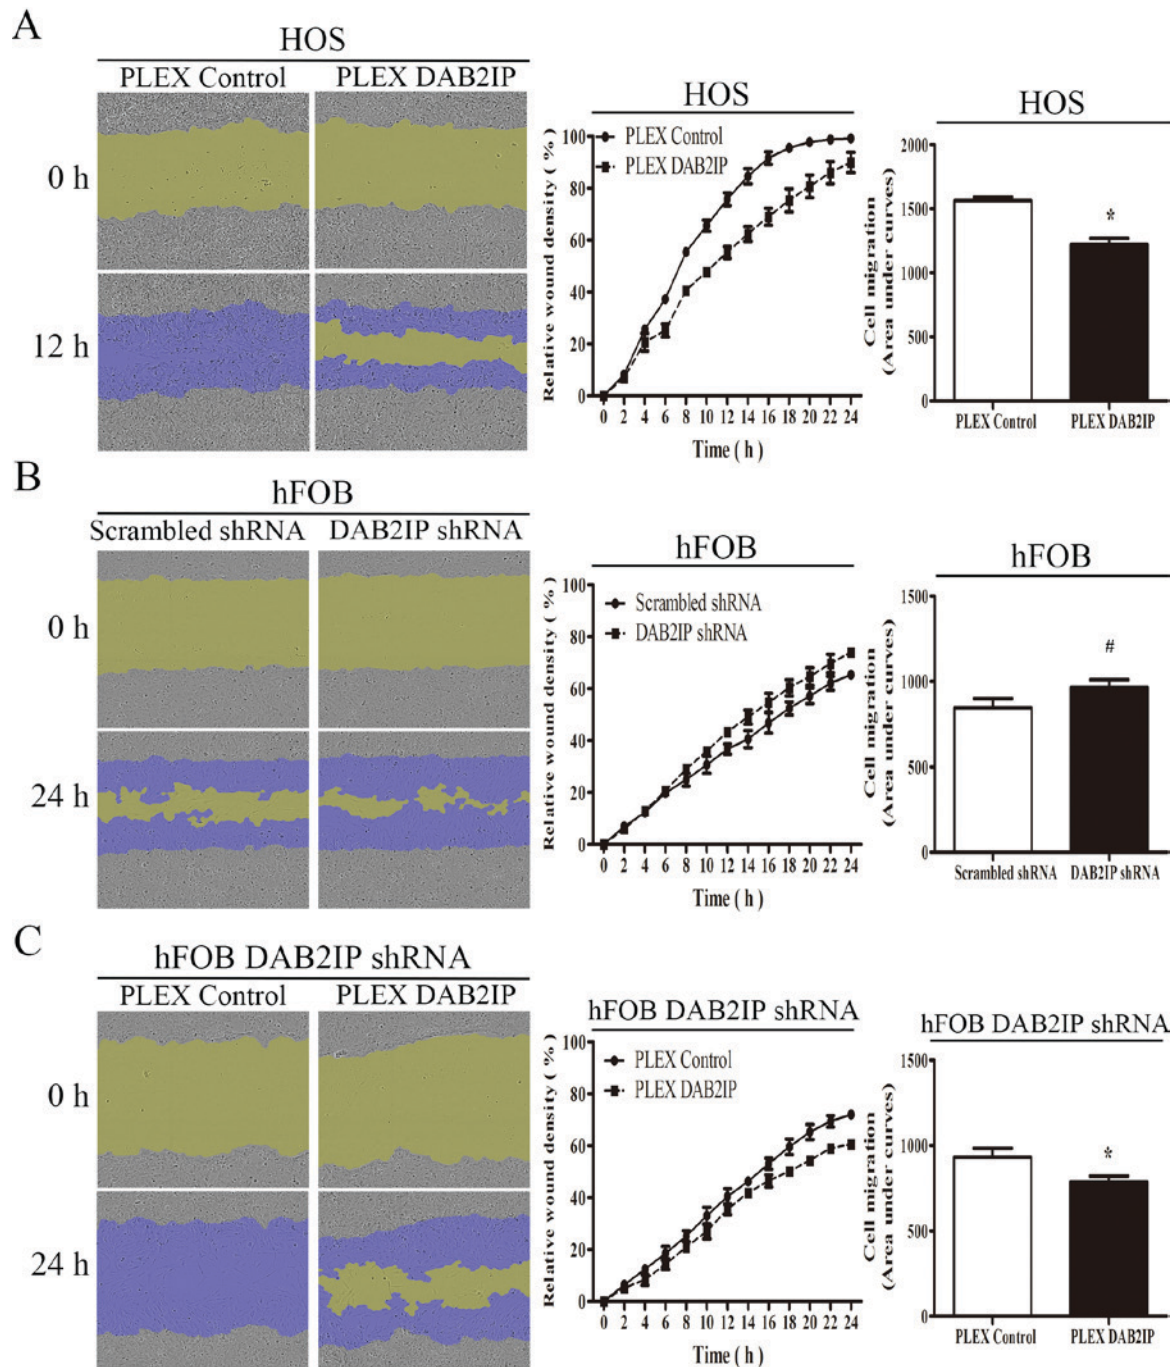 A
HOS
PLEX Control PLEX DAB2IP
0 h
12 h
HOS
Relative wound density ( %)
100
80
60
40
20
0
PLEX Control
PLEX DAB2IP
0 2 4 6 8 10 12 14 16 18 20 22 24
Time ( h )
HOS
Cell migration
(Area under curves)
2000
1500
1000
500
0
*
PLEX Control PLEX DAB2IP
B
hFOB
Scrambled shRNA DAB2IP shRNA
0 h
24 h
hFOB
Relative wound density ( %)
100
80
60
40
20
0
Scrambled shRNA
DAB2IP shRNA
0 2 4 6 8 10 12 14 16 18 20 22 24
Time ( h )
hFOB
Cell migration
(Area under curves)
1500
1000
500
0
#
Scrambled shRNA DAB2IP shRNA
C
hFOB DAB2IP shRNA
PLEX Control PLEX DAB2IP
0 h
24 h
hFOB DAB2IP shRNA
Relative wound density ( %)
100
80
60
40
20
0
PLEX Control
PLEX DAB2IP
0 2 4 6 8 10 12 14 16 18 20 22 24
Time ( h )
hFOB DAB2IP shRNA
Cell migration
(Area under curves)
1500
1000
500
0
*
PLEX Control PLEX DAB2IP